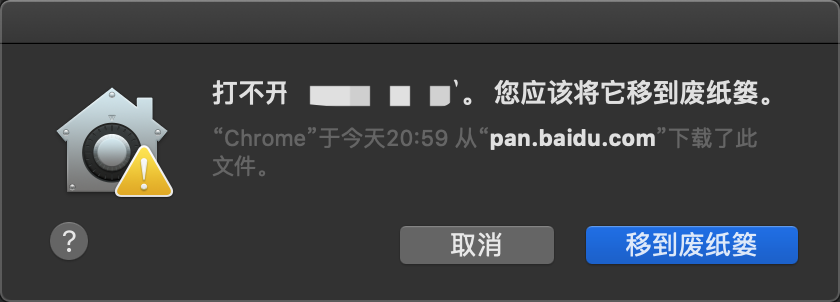 打不开 。 您应该将它移到废纸篓。
“Chrome”于今天20:59 从“pan.baidu.com”下载了此
文件。
?
取消
移到废纸篓